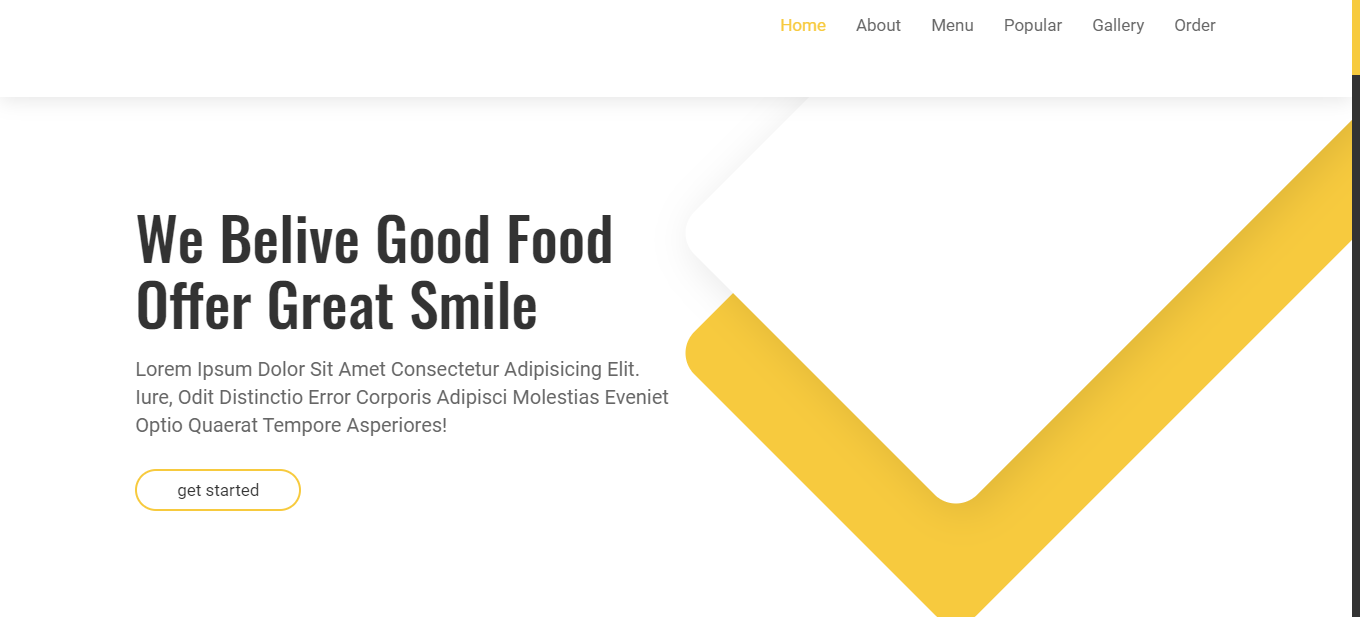 Home About Menu Popular Gallery Order
We Belive Good Food
Offer Great Smile
Lorem Ipsum Dolor Sit Amet Consectetur Adipisicing Elit.
Iure, Odit Distinctio Error Corporis Adipisci Molestias Eveniet
Optio Quaerat Tempore Asperiores!
get started